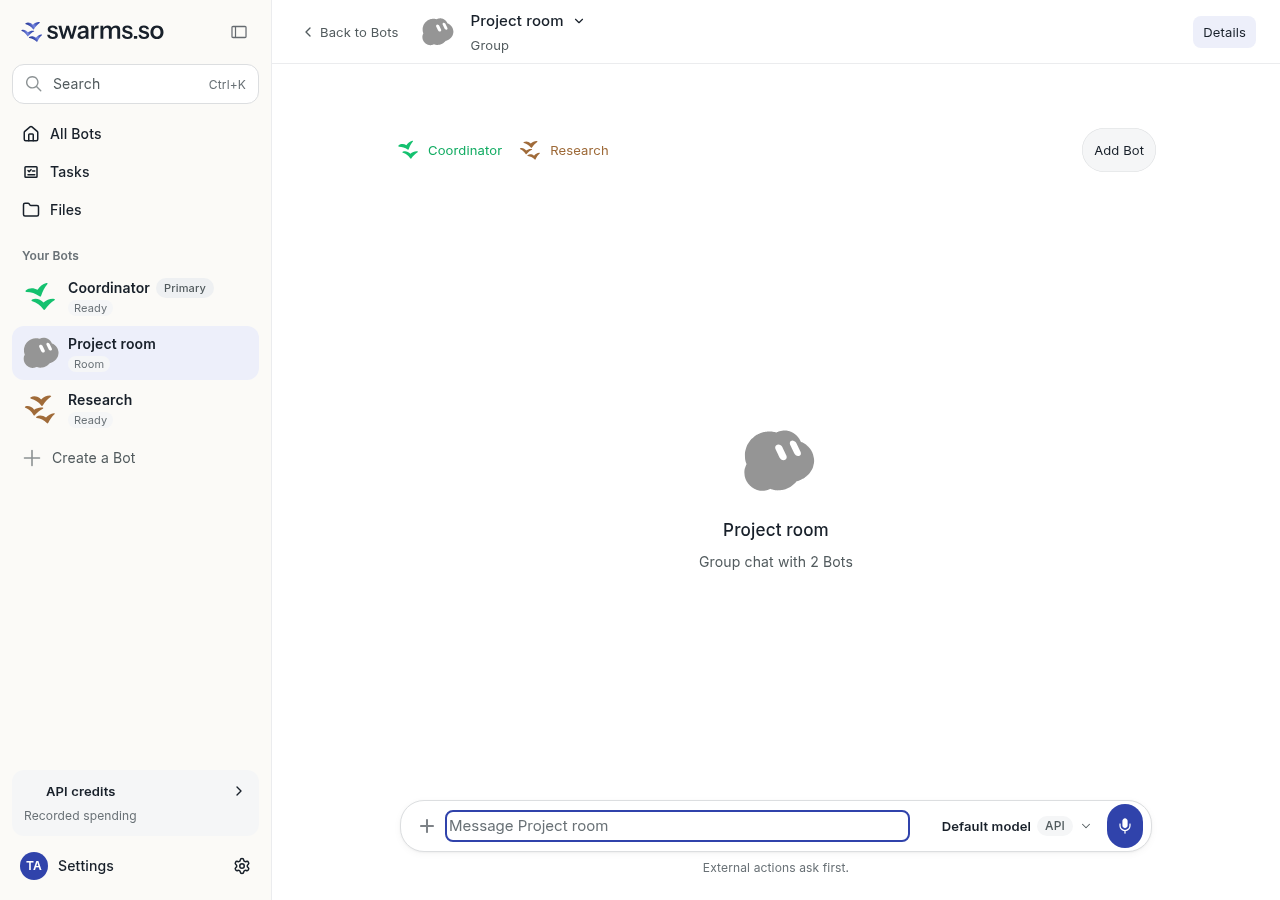 swarms.so
Search Ctrl+K
All Bots
Tasks
Files
Your Bots
Coordinator Primary
Ready
Project room
Room
Research
Ready
Create a Bot
API credits
Recorded spending
TA Settings
Back to Bots
Project room
Group
Details
Coordinator Research Add Bot
Project room
Group chat with 2 Bots
Message Project room Default model API
External actions ask first.